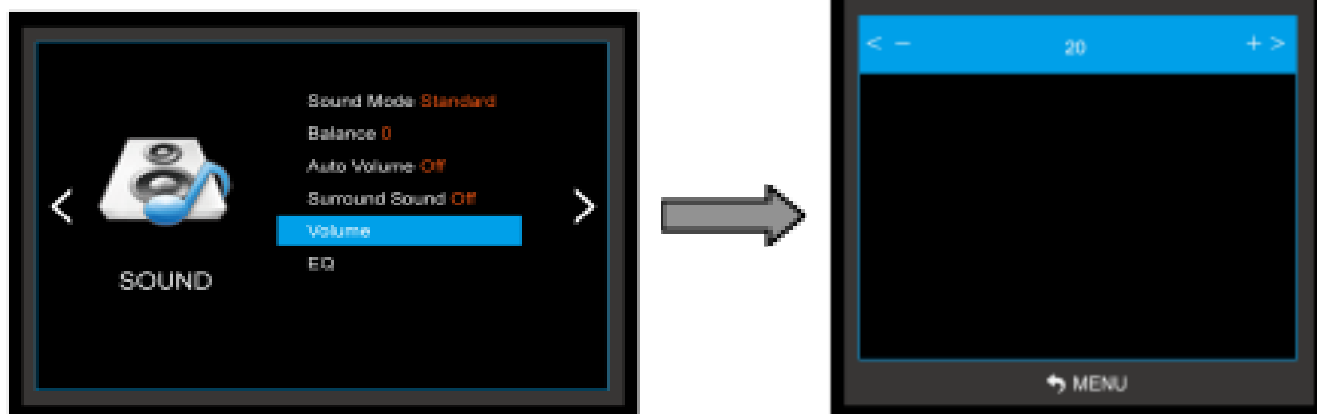 Sound Mode Standard
Balance 0
Auto Volume Off
Surround Sound Off
Volume
EQ
SOUND
< − 20 + >
MENU